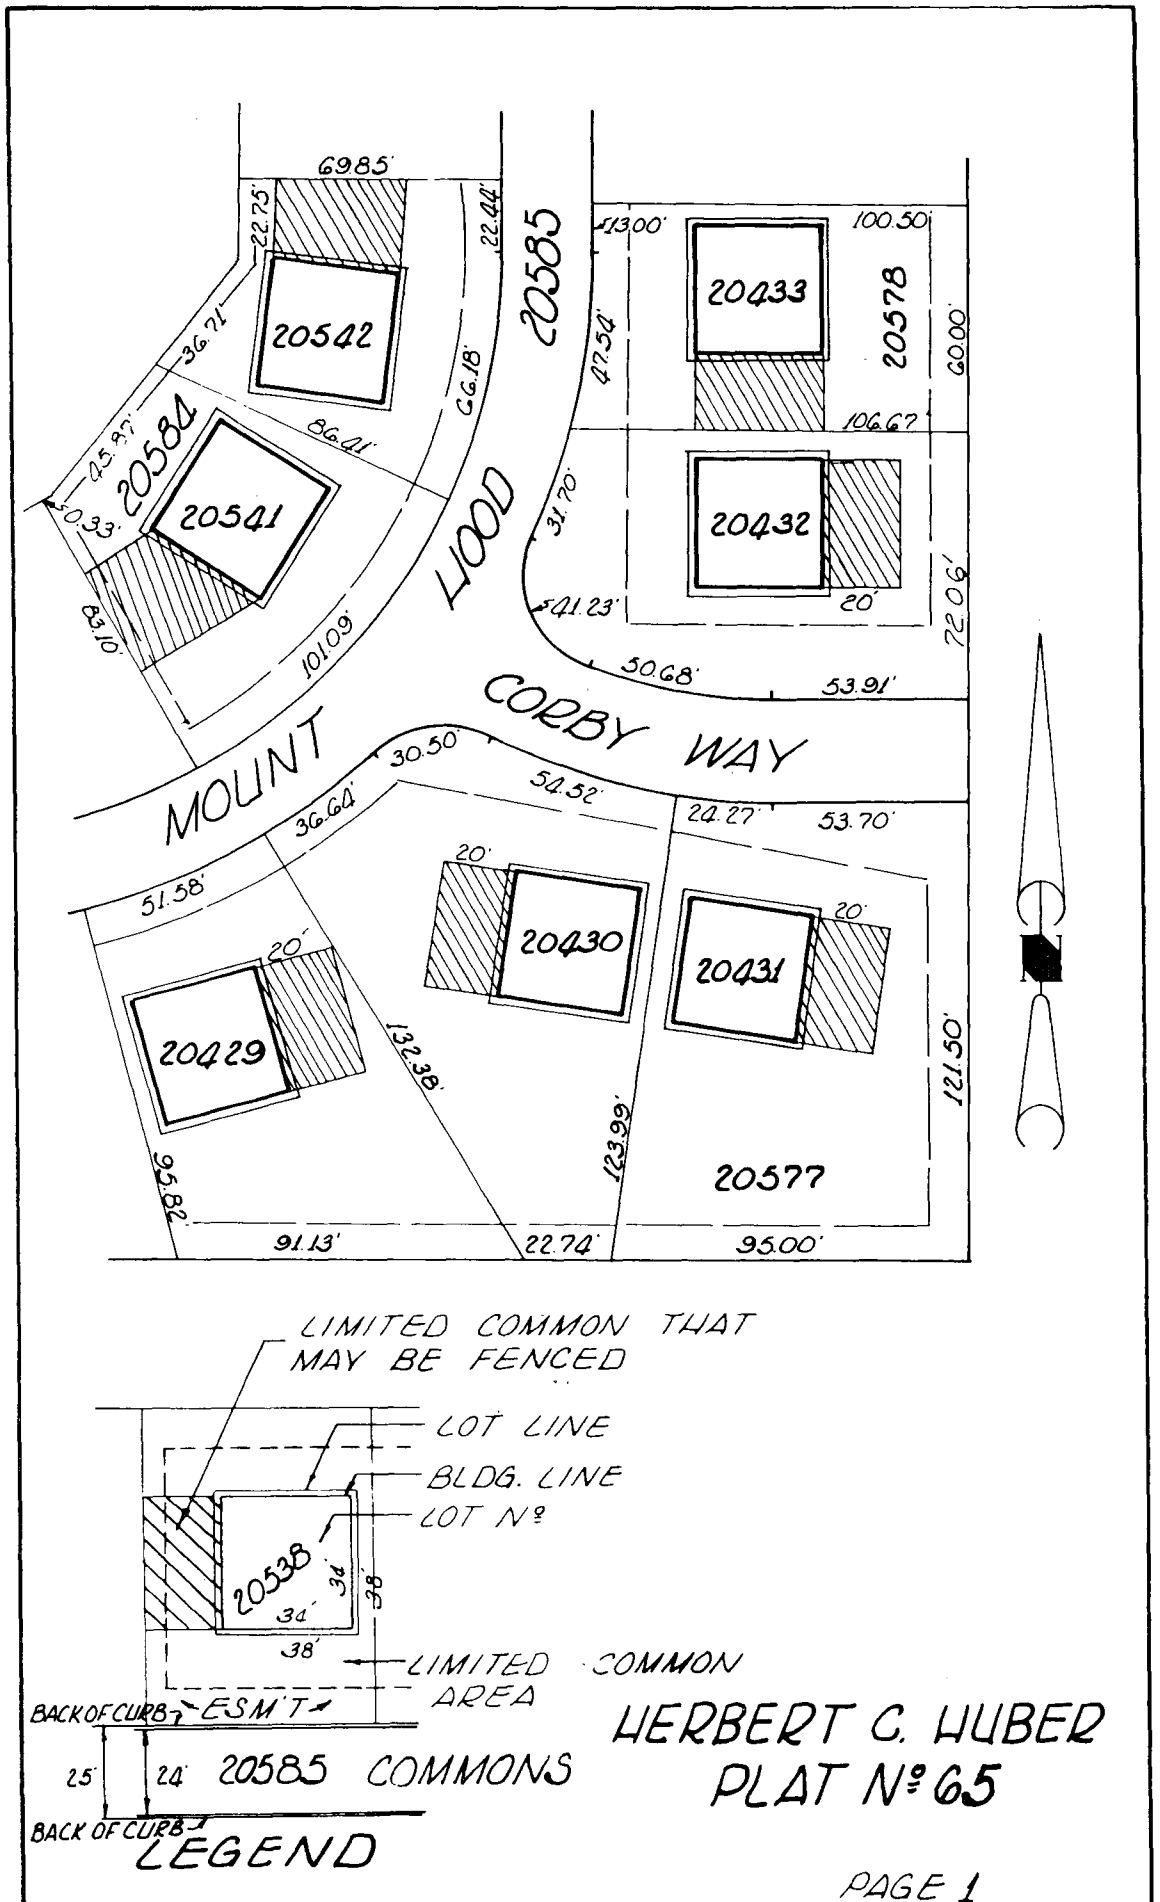 69.85'
22.75'
22.44'
20585
13.00'
100.50'
20433
20578
60.00'
47.54'
20542
36.71'
66.18'
106.67'
86.41'
45.87'
20584
20541
50.33'
83.10'
101.09'
HOOD
31.70'
41.23'
20432
20'
72.06'
50.68'
53.91'
CORBY WAY
MOUNT
30.50'
54.52'
36.64'
24.27'
53.70'
51.58'
20'
20429
20'
20430
20'
20431
N
132.38'
123.99'
121.50'
95.82'
20577
91.13'
22.74'
95.00'
LIMITED COMMON THAT
MAY BE FENCED
LOT LINE
BLDG. LINE
LOT Nº
20538
34'
34'
38'
38'
LIMITED COMMON
AREA
BACK OF CURB
ESM'T
25'
24'
20585 COMMONS
BACK OF CURB
LEGEND
HERBERT C. HUBER
PLAT Nº 65
PAGE 1